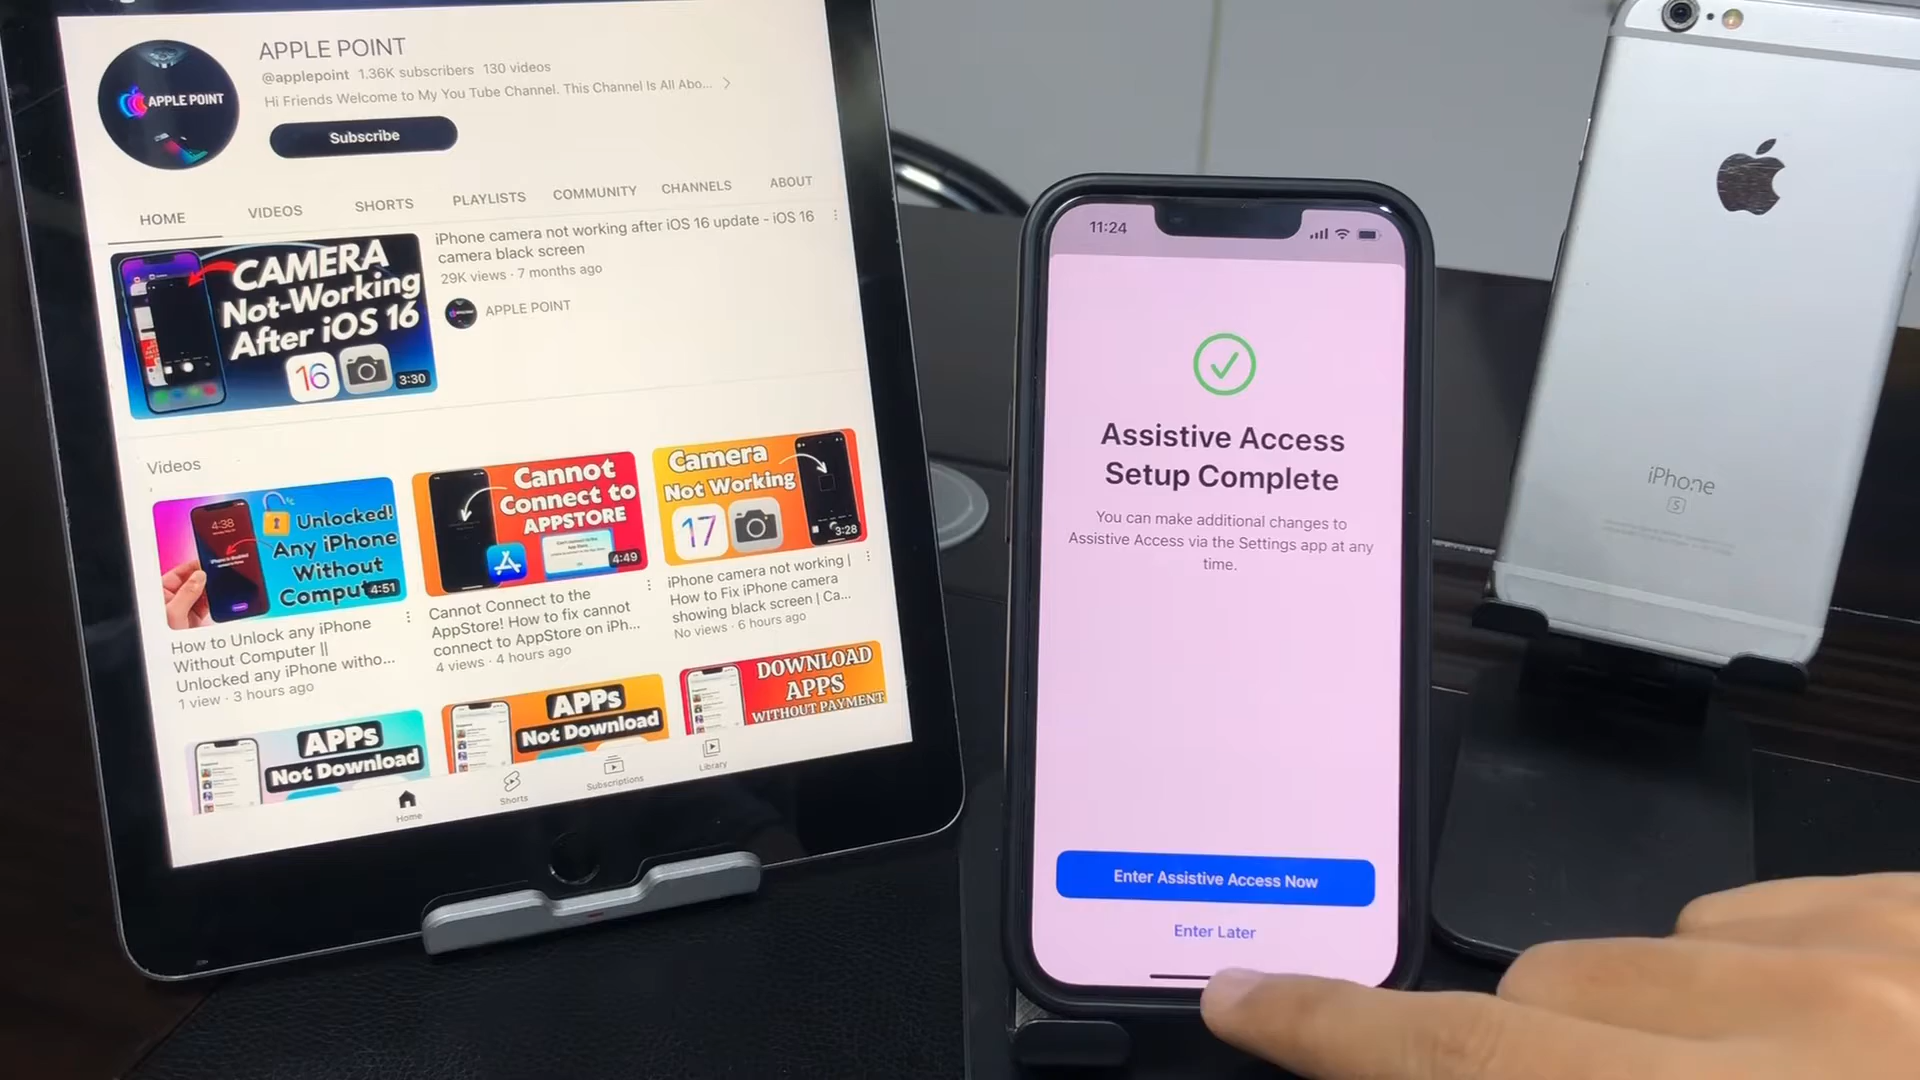 APPLE POINT
@applepoint 1.36K subscribers 130 videos
Hi Friends Welcome to My You Tube Channel. This Channel Is All Abo...
APPLE POINT
Subscribe
HOME
VIDEOS
SHORTS
PLAYLISTS
COMMUNITY
CHANNELS
ABOUT
CAMERA
Not-Working
After iOS 16
16
3:30
iPhone camera not working after iOS 16 update - iOS 16
camera black screen
29K views · 7 months ago
APPLE POINT
Videos
4:38
Unlocked!
Any iPhone
Without
Comput
4:51
How to Unlock any iPhone
Without Computer ||
Unlocked any iPhone witho...
1 view · 3 hours ago
Cannot
Connect to
APPSTORE
4:49
Cannot Connect to the
AppStore! How to fix cannot
connect to AppStore on iPh...
4 views · 4 hours ago
Camera
Not Working
17
3:28
iPhone camera not working |
How to Fix iPhone camera
showing black screen | Ca...
No views · 6 hours ago
APPs
Not Download
APPs
Not Download
DOWNLOAD
APPS
WITHOUT PAYMENT
Home
Shorts
Subscriptions
Library
11:24
Assistive Access
Setup Complete
You can make additional changes to
Assistive Access via the Settings app at any
time.
Enter Assistive Access Now
Enter Later
iPhone
S